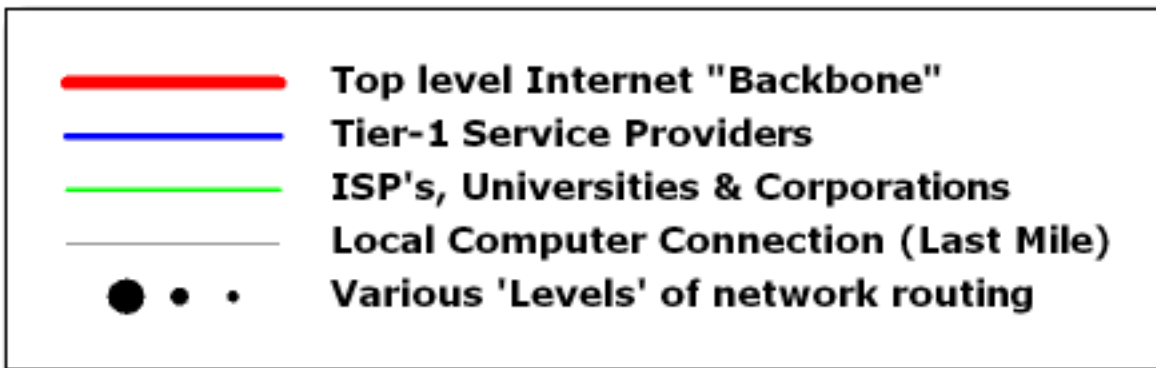 Top level Internet "Backbone"
Tier-1 Service Providers
ISP's, Universities & Corporations
Local Computer Connection (Last Mile)
Various 'Levels' of network routing